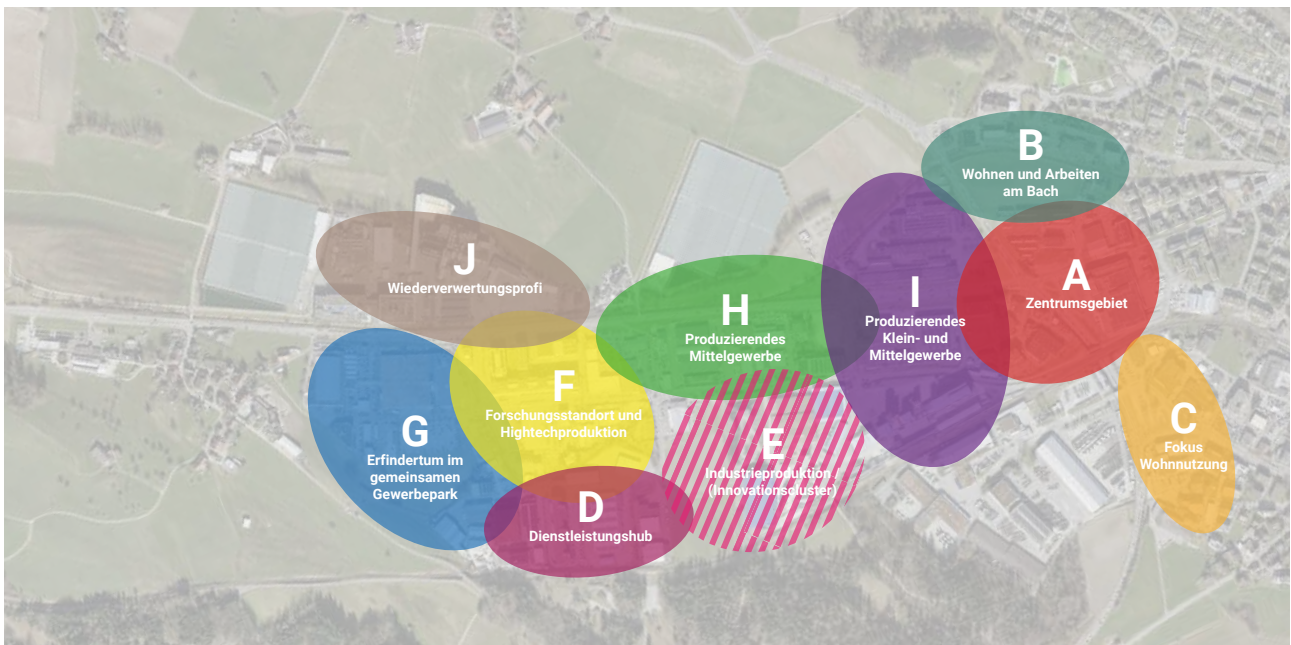 B
Wohnen und Arbeiten
am Bach
J
Wiederverwertungsprofi
H
Produzierendes
Mittelgewerbe
I
Produzierendes
Klein- und
Mittelgewerbe
A
Zentrumsgebiet
G
Erfindertum im
gemeinsamen
Gewerbepark
F
Forschungsstandort und
Hightechproduktion
E
Industrieproduktion /
(Innovationscluster)
C
Fokus
Wohnnutzung
D
Dienstleistungshub